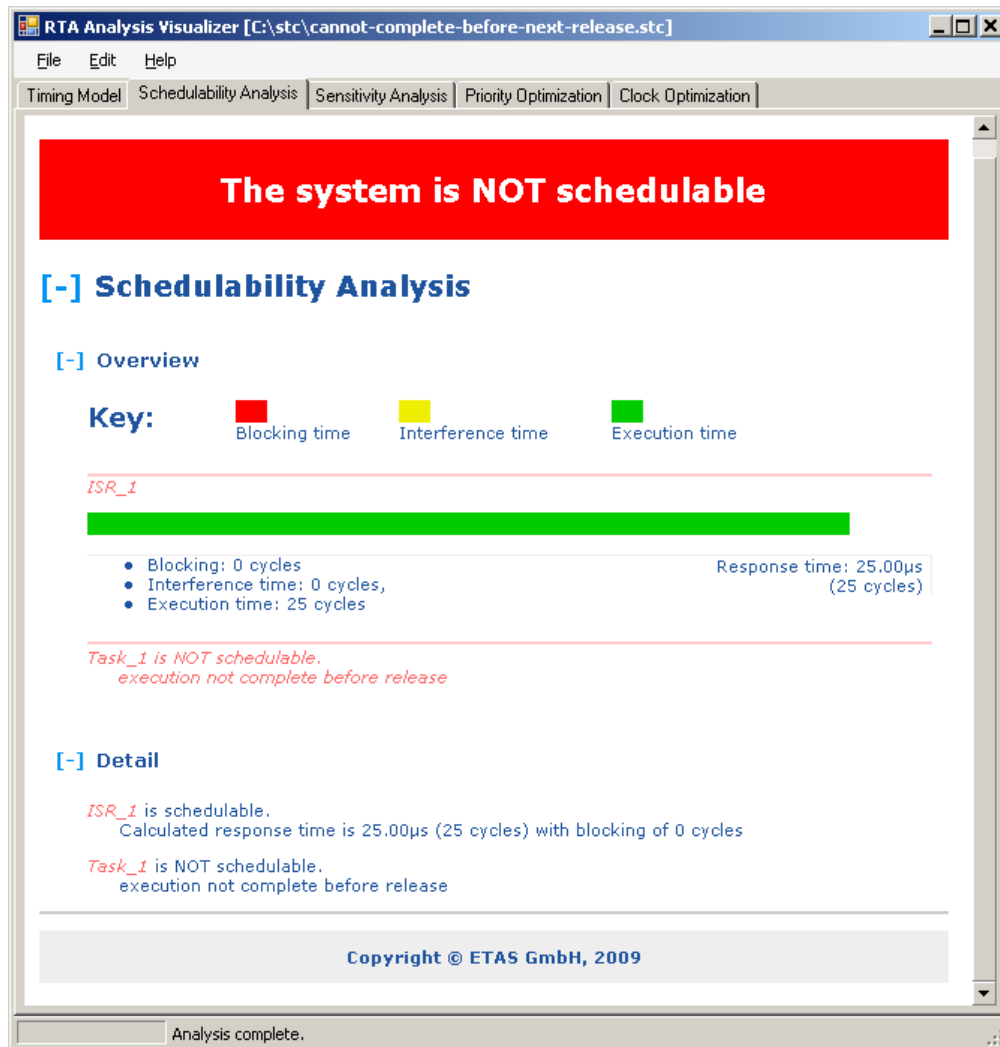 RTA Analysis Visualizer [C:\stc\cannot-complete-before-next-release.stc]
File Edit Help
Timing Model Schedulability Analysis Sensitivity Analysis Priority Optimization Clock Optimization
The system is NOT schedulable
[-] Schedulability Analysis
[-] Overview
Key:
Blocking time Interference time Execution time
ISR_1
• Blocking: 0 cycles
• Interference time: 0 cycles,
• Execution time: 25 cycles
Response time: 25.00µs
(25 cycles)
Task_1 is NOT schedulable.
execution not complete before release
[-] Detail
ISR_1 is schedulable.
Calculated response time is 25.00µs (25 cycles) with blocking of 0 cycles
Task_1 is NOT schedulable.
execution not complete before release
Copyright © ETAS GmbH, 2009
Analysis complete.